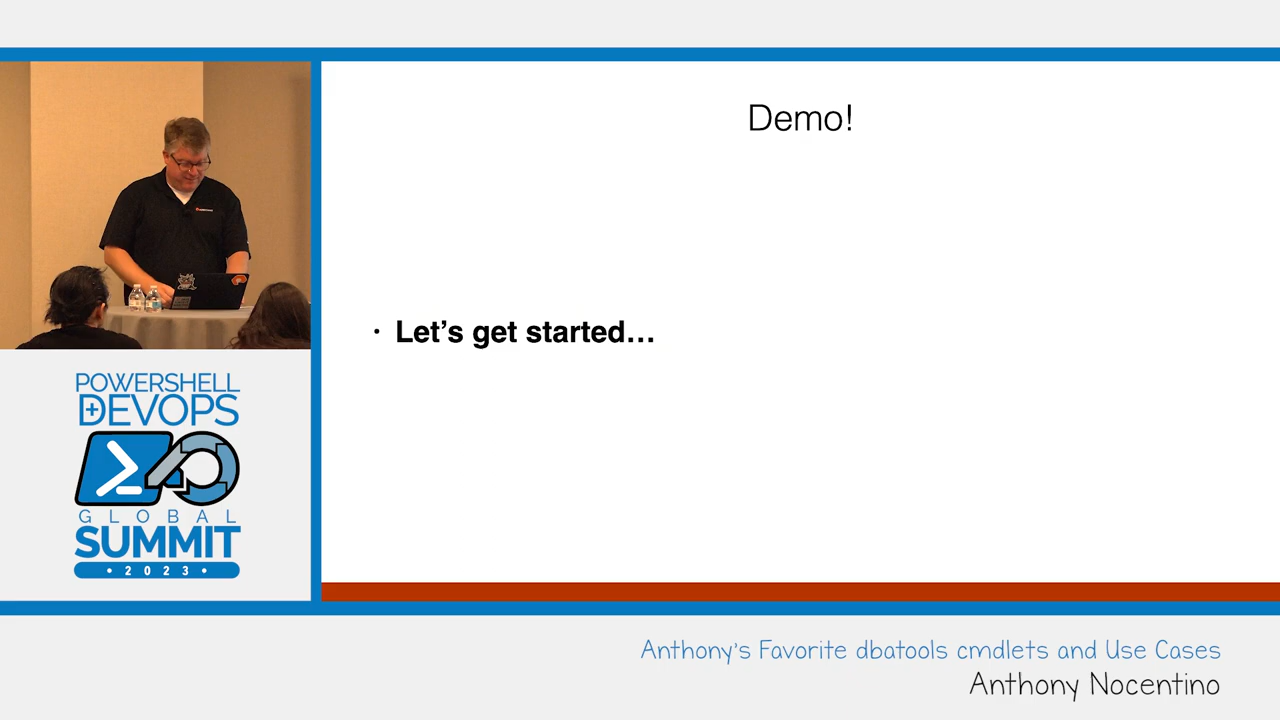 Demo!
• Let’s get started…
POWERSHELL
+DEVOPS
GLOBAL
SUMMIT
• 2023 •
Anthony's Favorite dbatools cmdlets and Use Cases
Anthony Nocentino